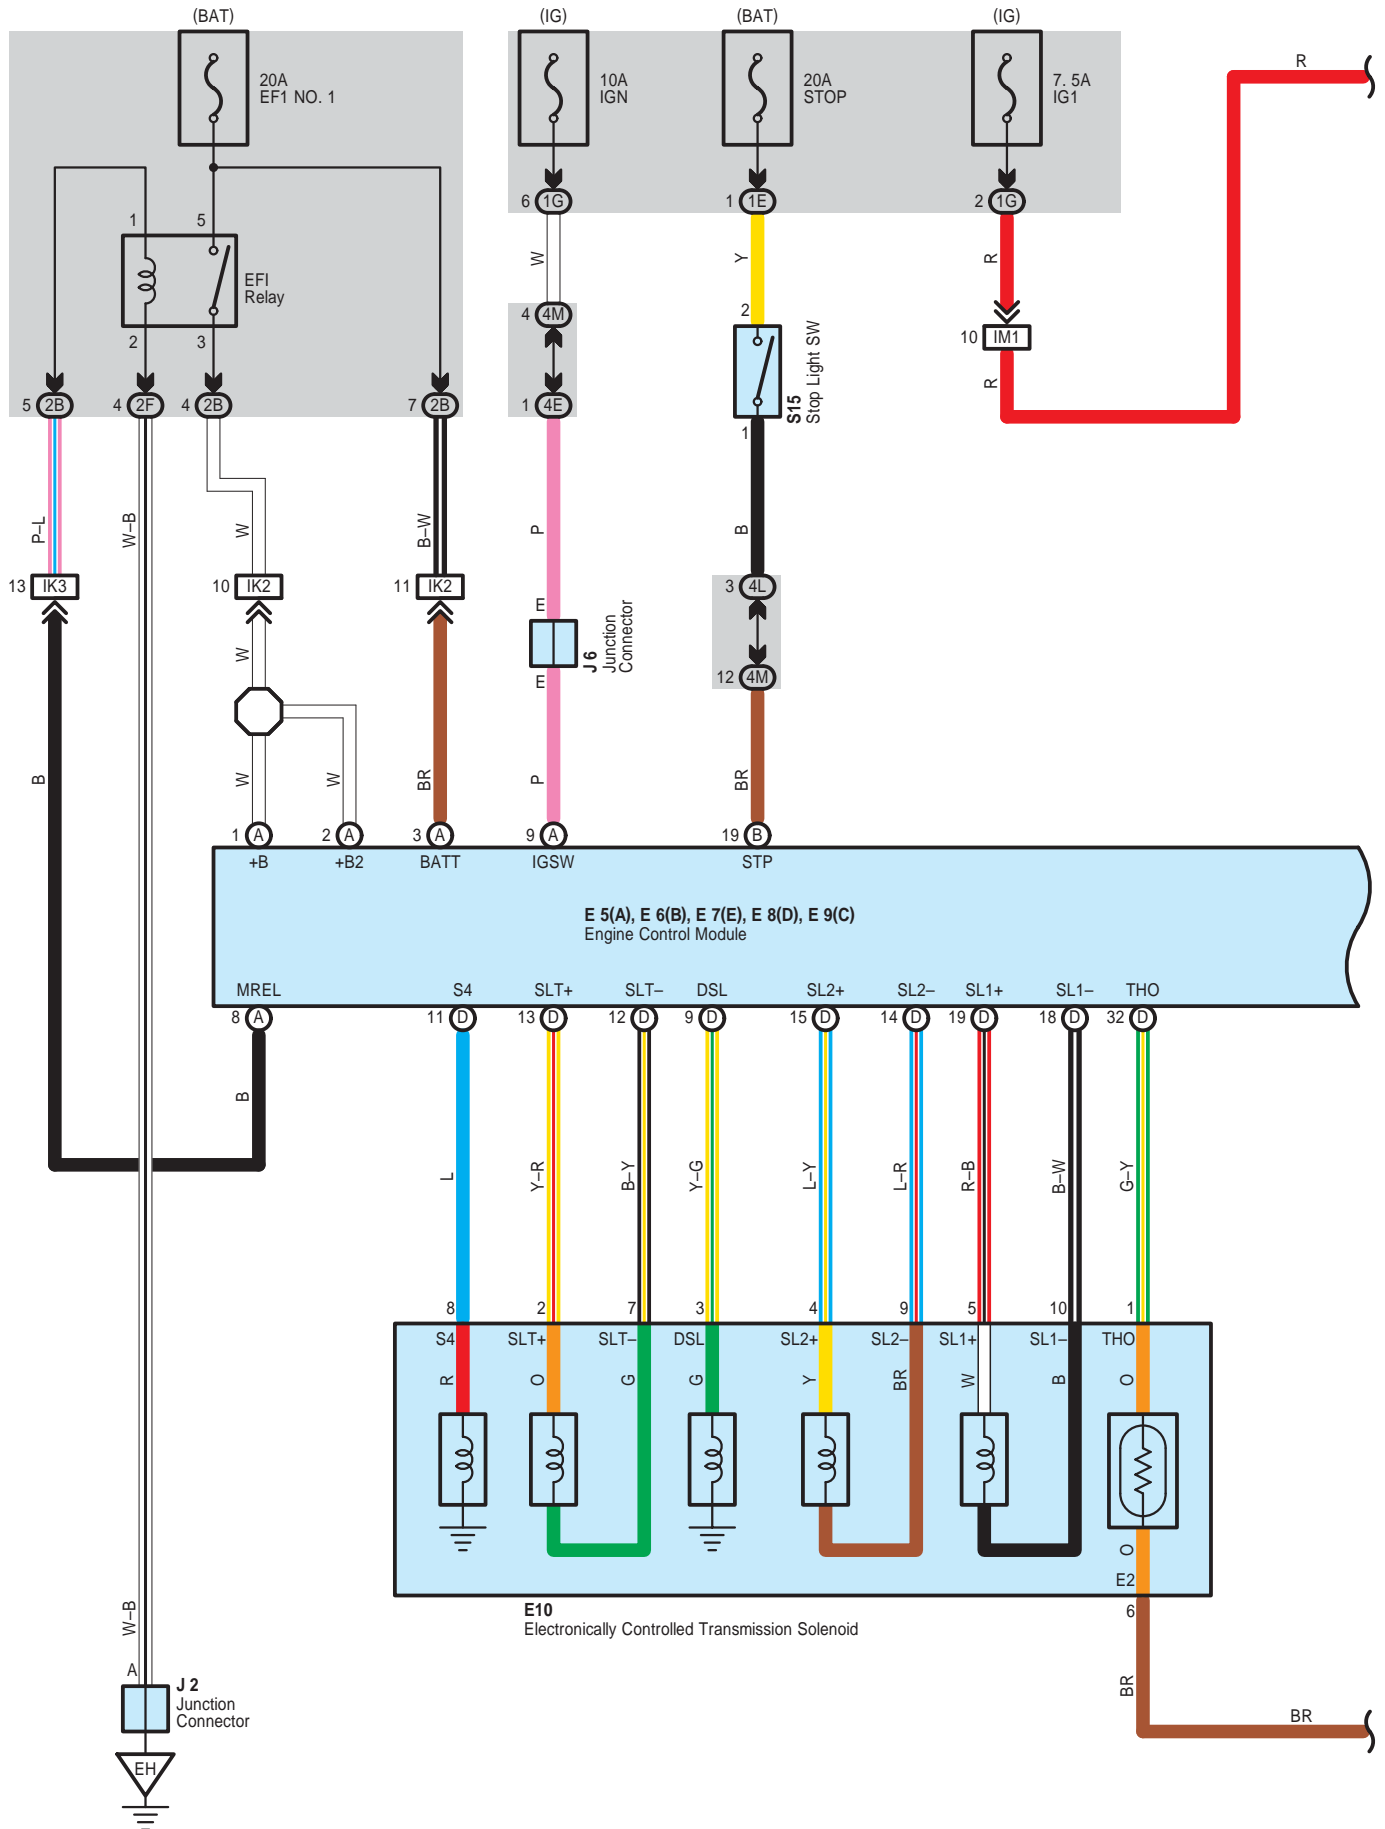 (BAT) (IG) (BAT) (IG)
20A
EF1 NO. 1
10A
IGN
20A
STOP
7. 5A
IG1
R
6 1G 1 1E 2 1G
1 5
EFI
Relay
2 3
W Y R
4 4M 2 10 IM1
S15
Stop Light SW
R
5 2B 4 2F 4 2B 7 2B 1 4E
1
P–L W–B W B–W P B
13 IK3 10 IK2 11 IK2 3 4L
E
J 6
Junction
Connector
E
W
12 4M
B W W BR P BR
1 A 2 A 3 A 9 A 19 B
+B +B2 BATT IGSW STP
E 5(A), E 6(B), E 7(E), E 8(D), E 9(C)
Engine Control Module
MREL S4 SLT+ SLT– DSL SL2+ SL2– SL1+ SL1– THO
8 A 11 D 13 D 12 D 9 D 15 D 14 D 19 D 18 D 32 D
B
L Y–R B–Y Y–G L–Y L–R R–B B–W G–Y
8 2 7 3 4 9 5 10 1
S4 SLT+ SLT– DSL SL2+ SL2– SL1+ SL1– THO
R O G G Y BR W B O
O
E2
6
E10
Electronically Controlled Transmission Solenoid
W–B
A
J 2
Junction
Connector
BR
BR
EH